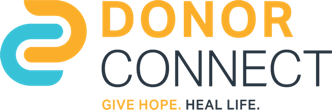 DONOR
CONNECT
GIVE HOPE. HEAL LIFE.